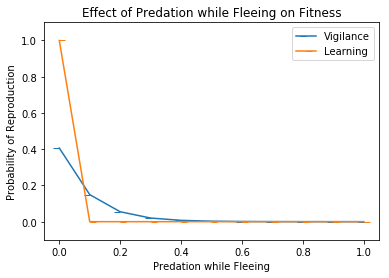 Effect of Predation while Fleeing on Fitness
Vigilance
Learning
Probability of Reproduction
1.0
0.8
0.6
0.4
0.2
0.0
0.0 0.2 0.4 0.6 0.8 1.0
Predation while Fleeing